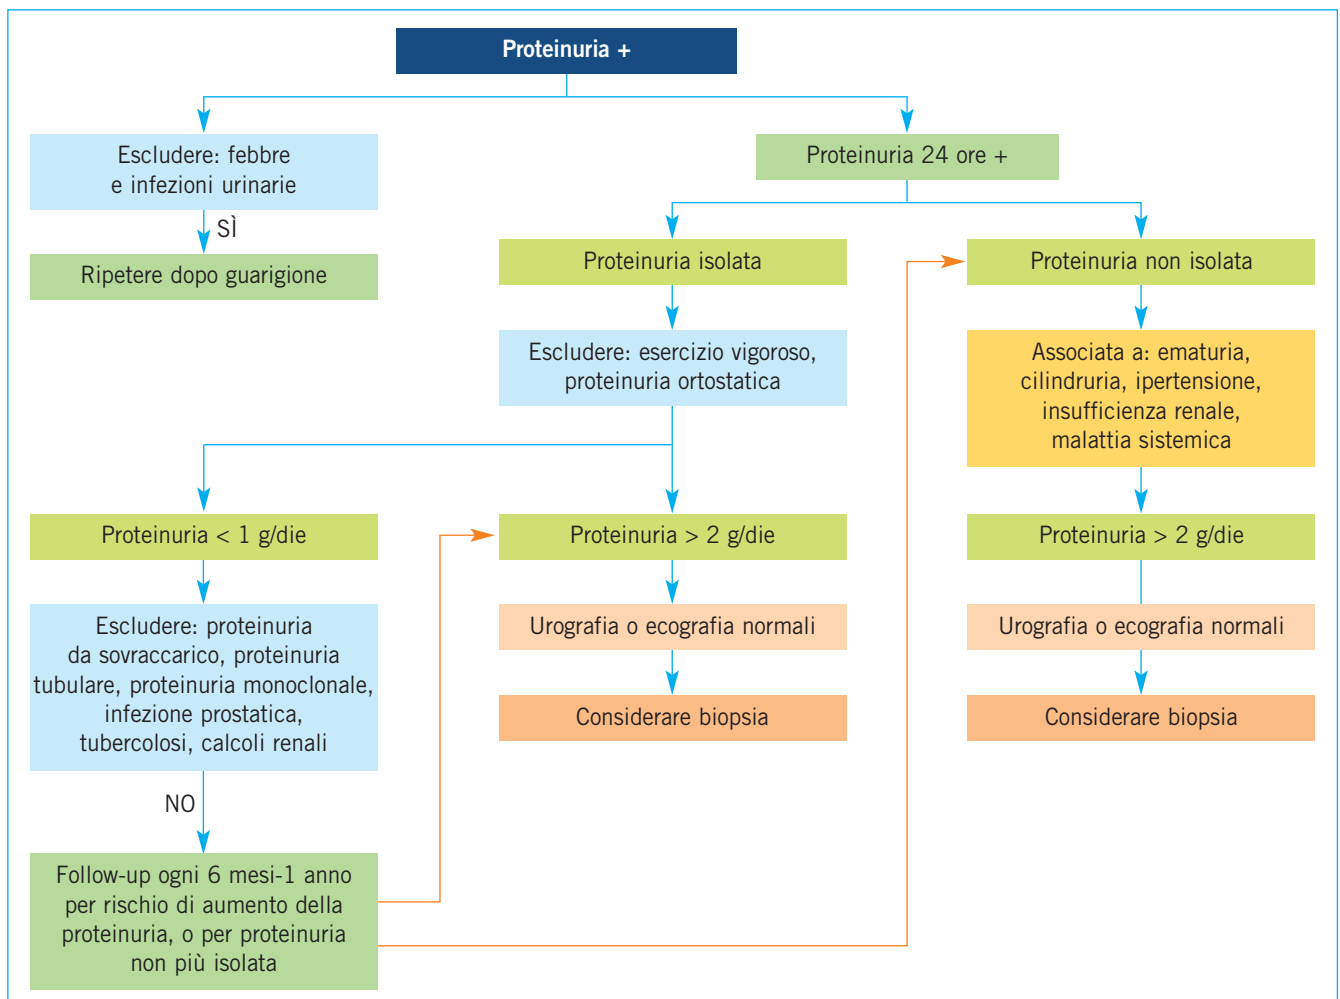 Proteinuria +
Escludere: febbre
e infezioni urinarie
Proteinuria 24 ore +
SÌ
Ripetere dopo guarigione
Proteinuria isolata
Proteinuria non isolata
Escludere: esercizio vigoroso,
proteinuria ortostatica
Associata a: ematuria,
cilindruria, ipertensione,
insufficienza renale,
malattia sistemica
Proteinuria < 1 g/die
Proteinuria > 2 g/die
Proteinuria > 2 g/die
Escludere: proteinuria
da sovraccarico, proteinuria
tubulare, proteinuria monoclonale,
infezione prostatica,
tubercolosi, calcoli renali
Urografia o ecografia normali
Urografia o ecografia normali
Considerare biopsia
Considerare biopsia
NO
Follow-up ogni 6 mesi-1 anno
per rischio di aumento della
proteinuria, o per proteinuria
non più isolata